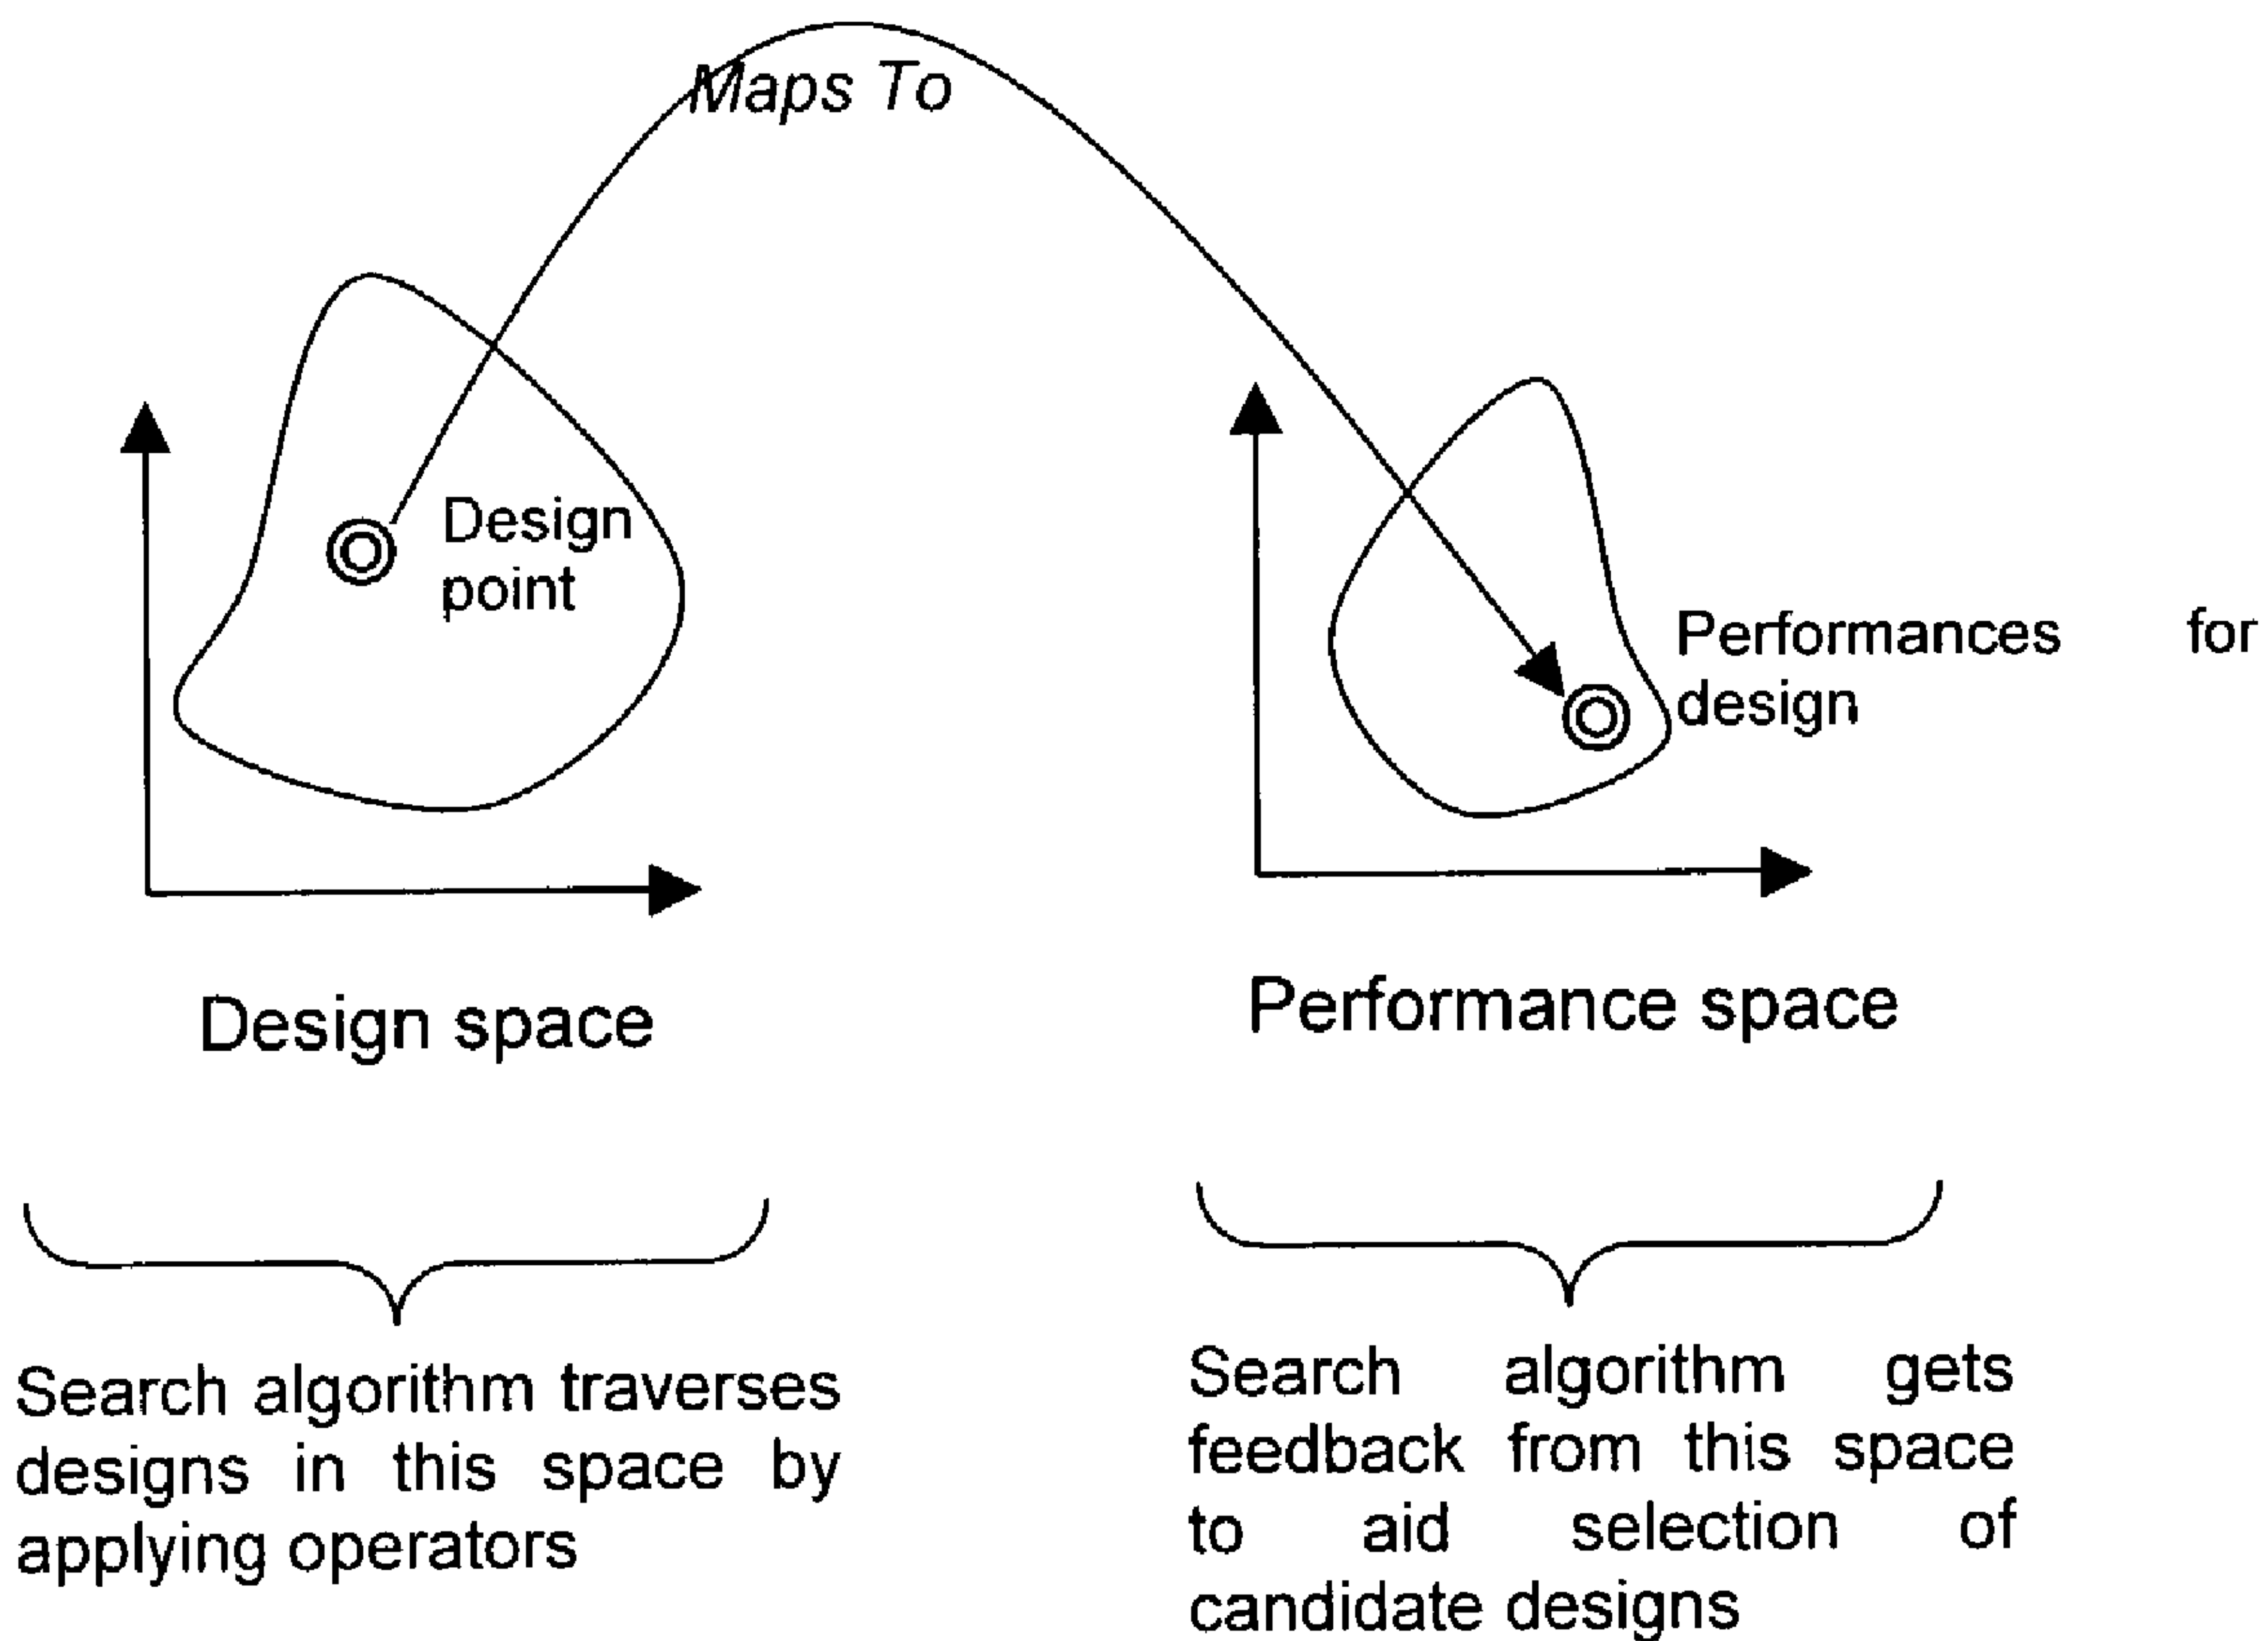 Maps To
Design
point
Performances for
design
Design space
Performance space
Search algorithm traverses
designs in this space by
applying operators
Search algorithm gets
feedback from this space
to aid selection of
candidate designs